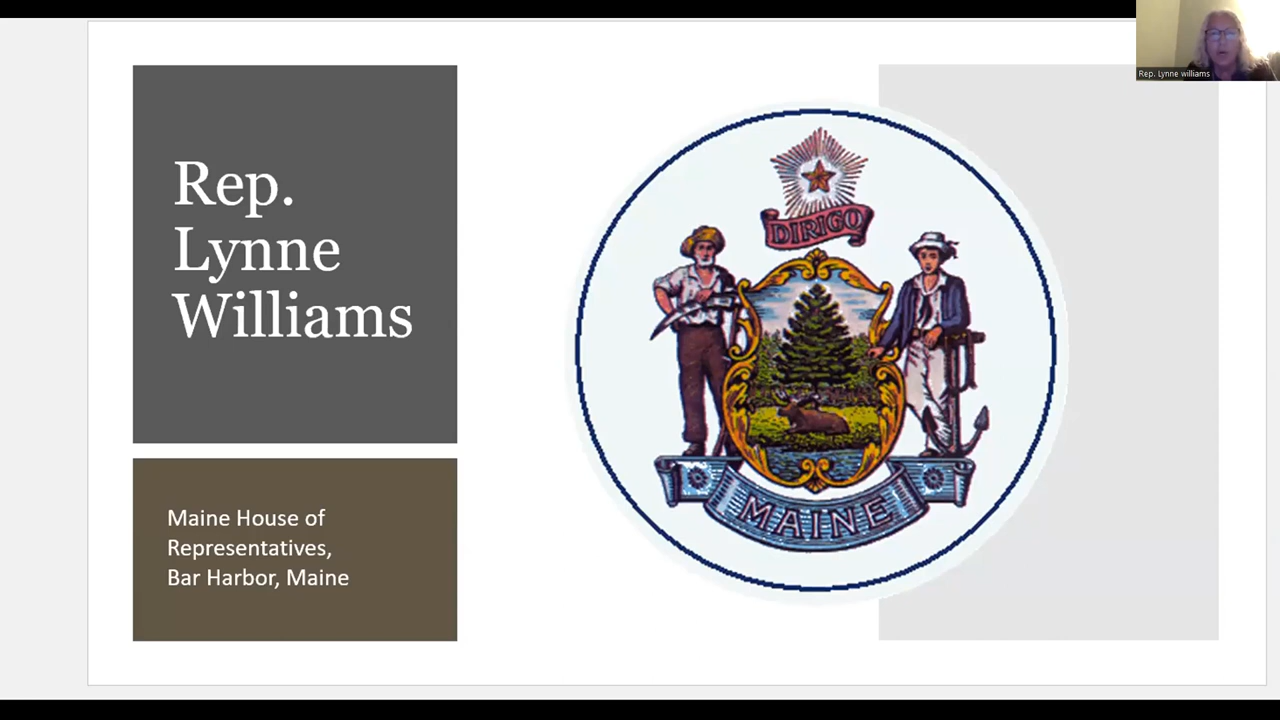 Rep.
Lynne
Williams
Maine House of
Representatives,
Bar Harbor, Maine
DIRIGO
MAINE
Rep. Lynne williams